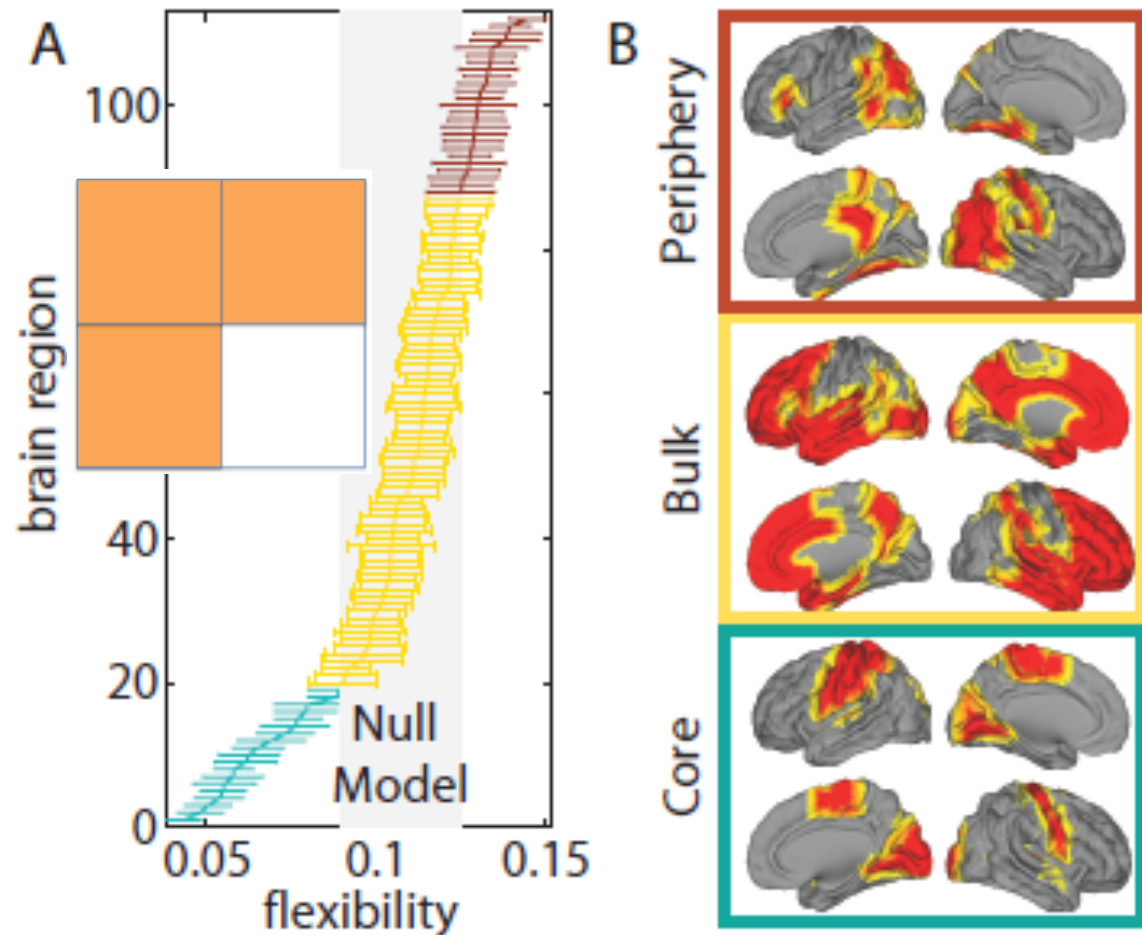 A
brain region
100
40
20
0
Null
Model
0.05
0.1
0.15
flexibility
B
Periphery
Bulk
Core